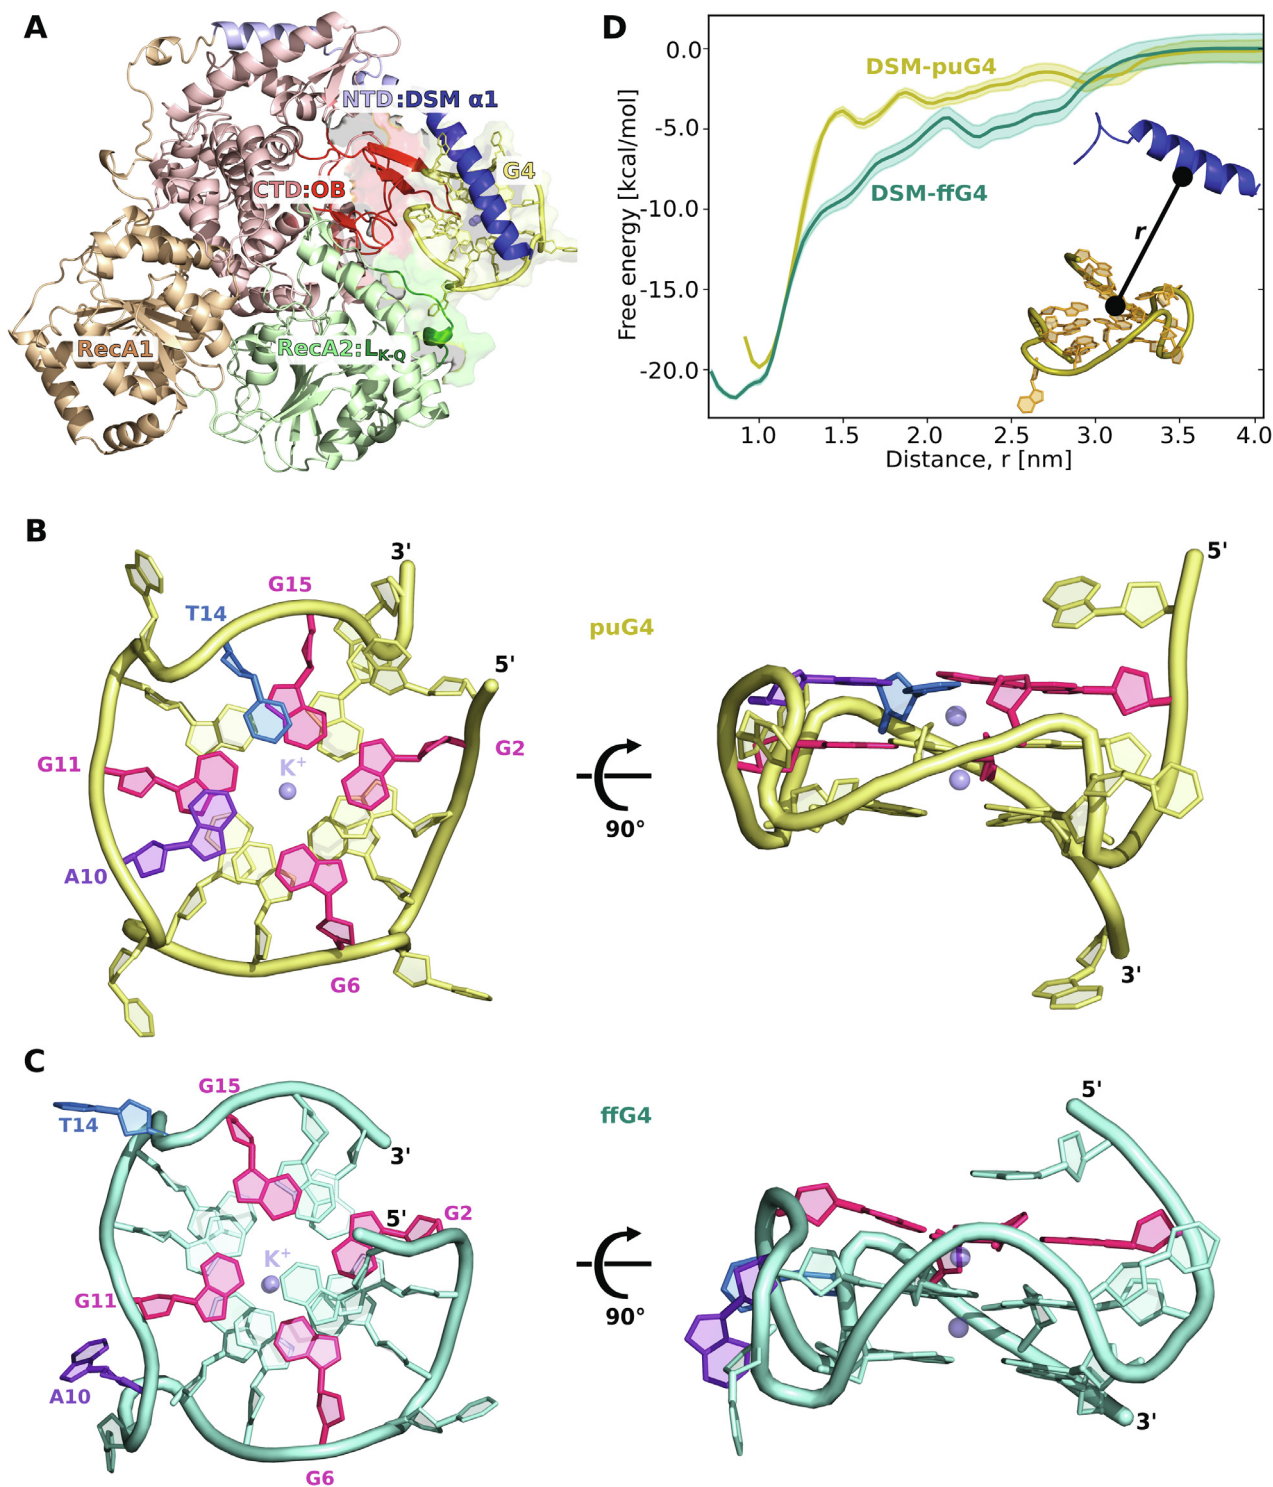 A
NTD:DSM α1
G4
CTD:OB
RecA1
RecA2:L_K-Q
D
0.0
-5.0
-10.0
-15.0
-20.0
Free energy [kcal/mol]
DSM-puG4
DSM-ffG4
r
1.0 1.5 2.0 2.5 3.0 3.5 4.0
Distance, r [nm]
B
3'
G15
T14
5'
G2
G11
K⁺
A10
G6
puG4
90°
5'
3'
C
G15
T14
3'
5'
G2
K⁺
G11
A10
G6
ffG4
90°
5'
3'